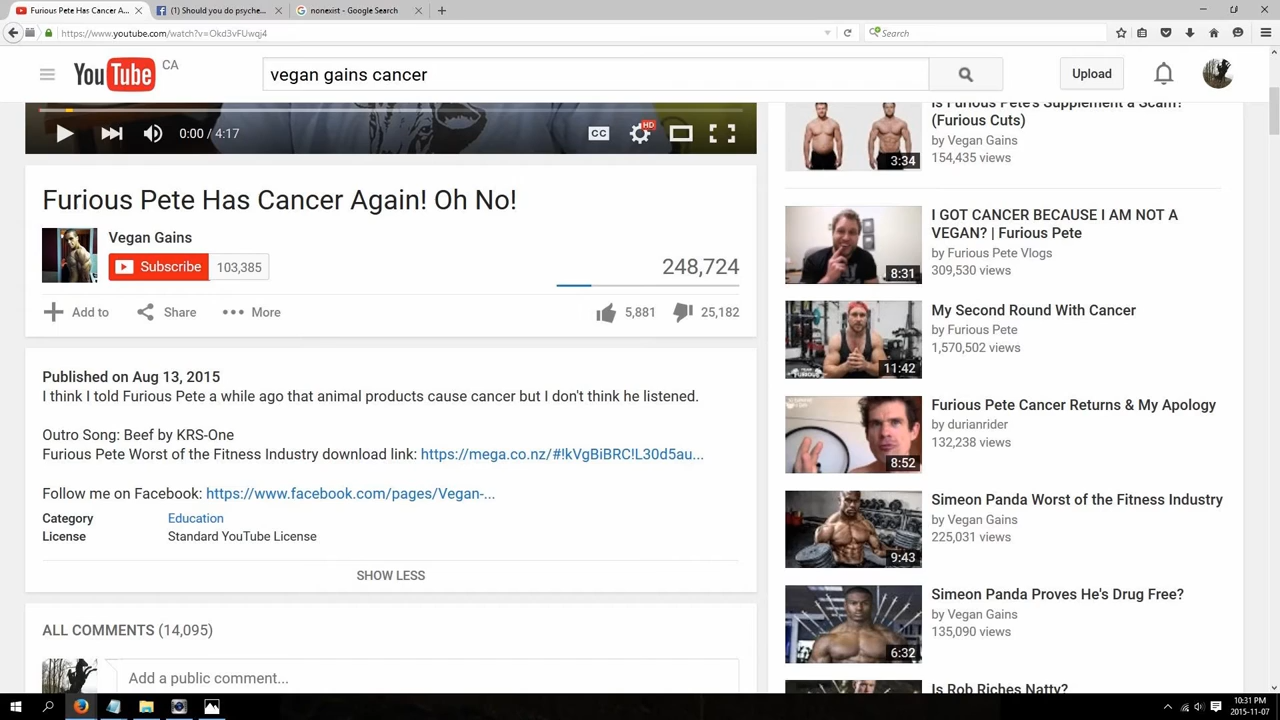 Furious Pete Has Cancer A...
(1) Should you do psyche...
nonexist - Google Search
https://www.youtube.com/watch?v=Okd3vFUwqj4
Search
YouTube CA
vegan gains cancer
Upload
0:00 / 4:17
CC
HD
Furious Pete Has Cancer Again! Oh No!
Vegan Gains
Subscribe 103,385
248,724
Add to
Share
More
5,881
25,182
Published on Aug 13, 2015
I think I told Furious Pete a while ago that animal products cause cancer but I don't think he listened.
Outro Song: Beef by KRS-One
Furious Pete Worst of the Fitness Industry download link: https://mega.co.nz/#!kVgBiBRC!L30d5au...
Follow me on Facebook: https://www.facebook.com/pages/Vegan-...
Category Education
License Standard YouTube License
SHOW LESS
ALL COMMENTS (14,095)
Add a public comment...
Is Furious Pete's Supplement a Scam?
(Furious Cuts)
by Vegan Gains
154,435 views
3:34
I GOT CANCER BECAUSE I AM NOT A
VEGAN? | Furious Pete
by Furious Pete Vlogs
309,530 views
8:31
My Second Round With Cancer
by Furious Pete
1,570,502 views
11:42
Furious Pete Cancer Returns & My Apology
by durianrider
132,238 views
8:52
Simeon Panda Worst of the Fitness Industry
by Vegan Gains
225,031 views
9:43
Simeon Panda Proves He's Drug Free?
by Vegan Gains
135,090 views
6:32
Is Rob Riches Natty?
10:31 PM
2015-11-07